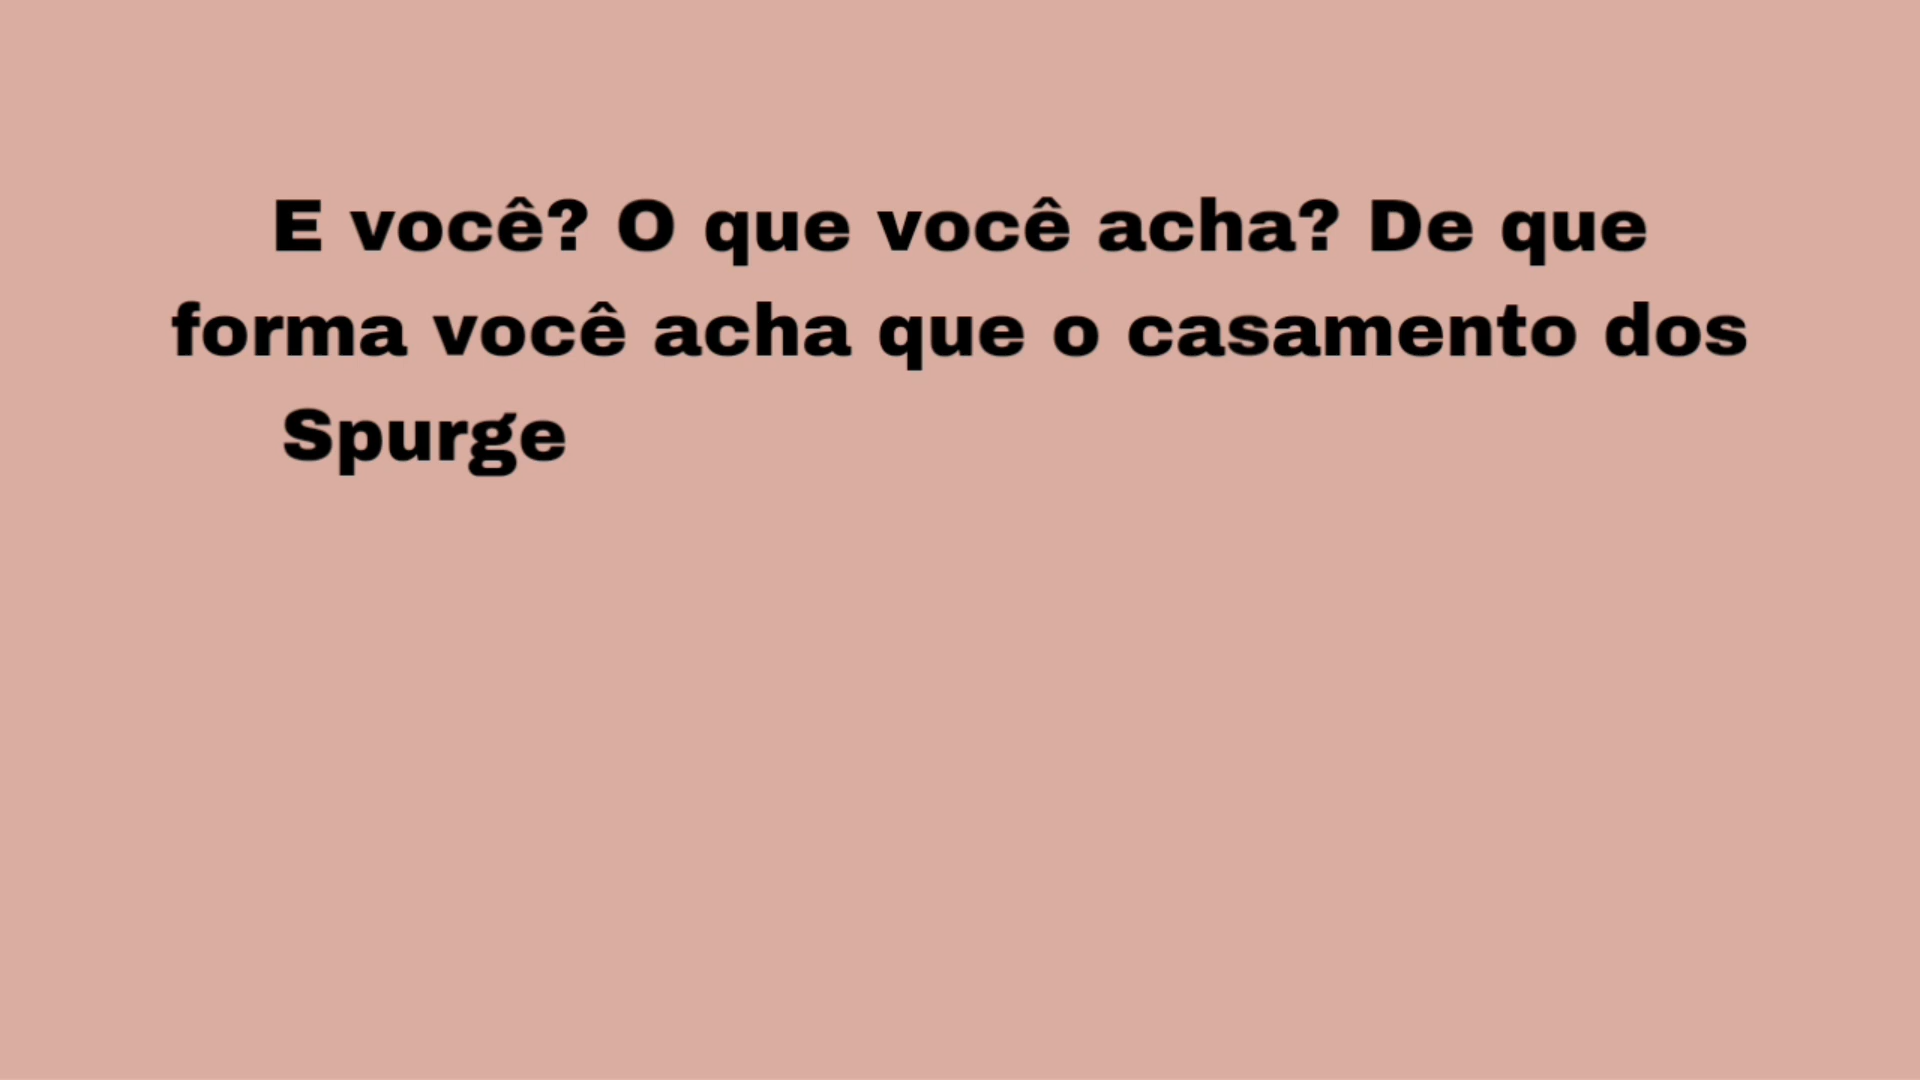 E você? O que você acha? De que
forma você acha que o casamento dos
Spurge